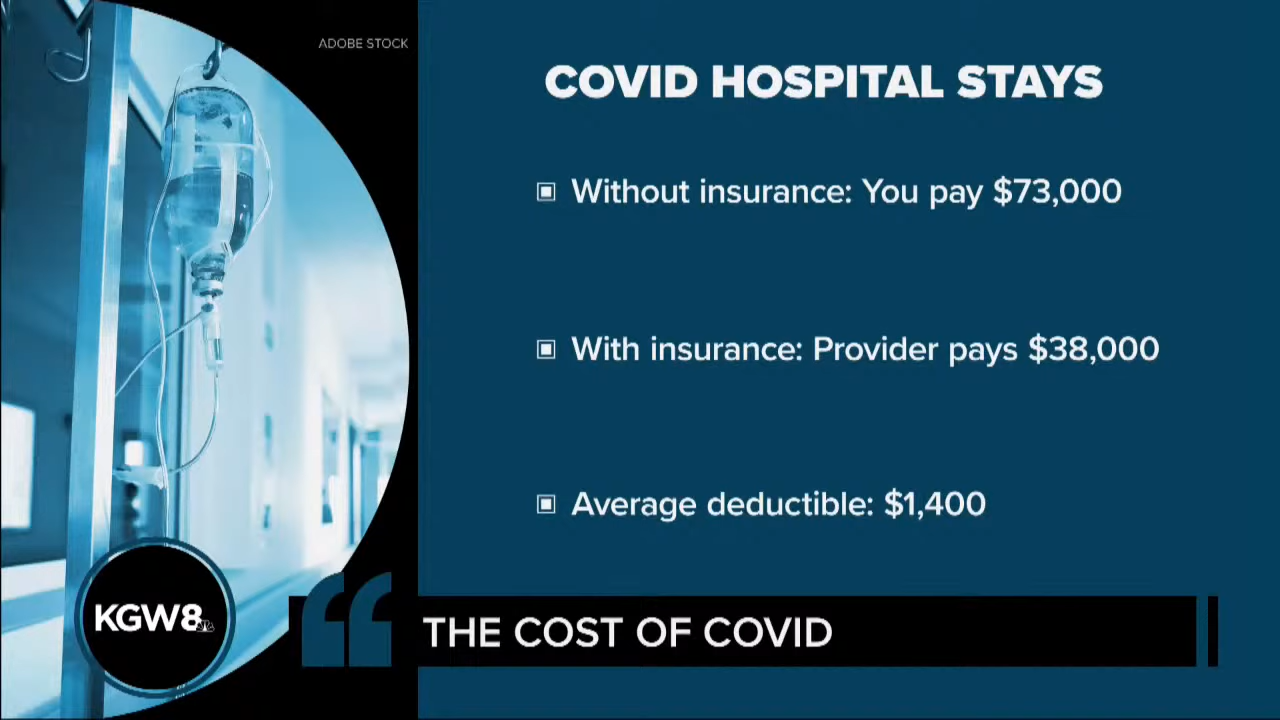 ADOBE STOCK
COVID HOSPITAL STAYS
Without insurance: You pay $73,000
With insurance: Provider pays $38,000
Average deductible: $1,400
KGW8
THE COST OF COVID